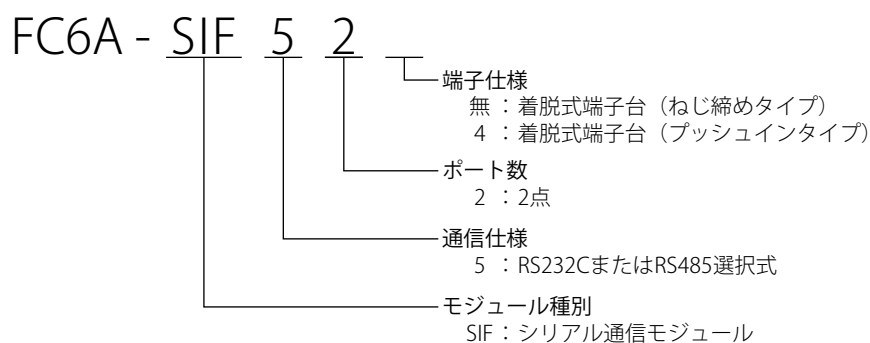 FC6A - SIF 5 2
端子仕様
無 ：着脱式端子台（ねじ締めタイプ）
4 ：着脱式端子台（プッシュインタイプ）
ポート数
2 ：2点
通信仕様
5 ：RS232CまたはRS485選択式
モジュール種別
SIF：シリアル通信モジュール